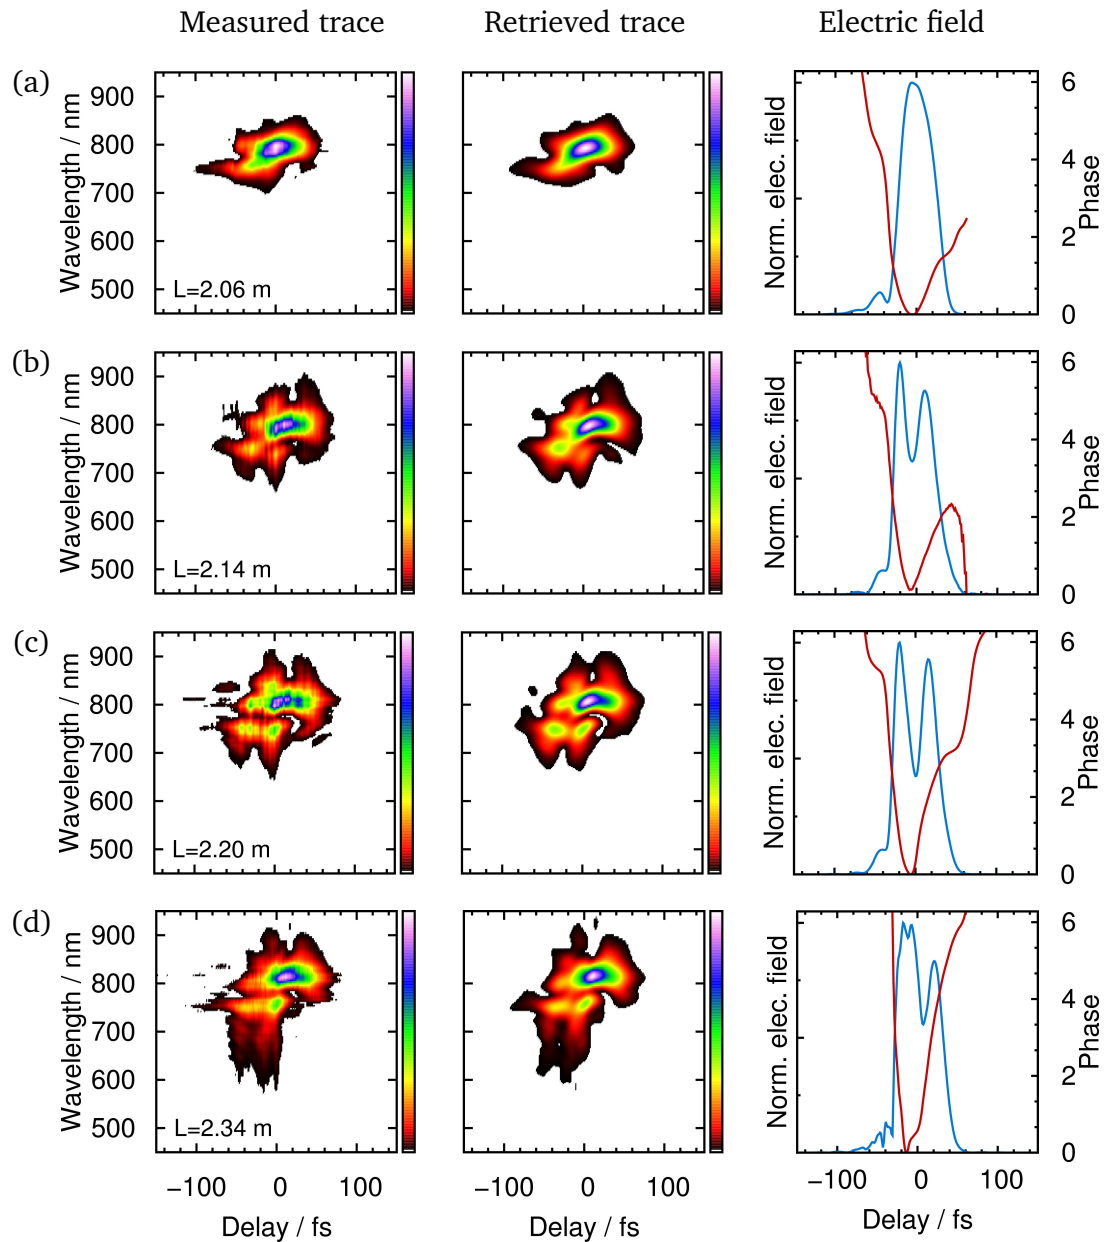 Measured trace Retrieved trace Electric field
(a)
Wavelength / nm
900
800
700
600
500
L=2.06 m
Norm. elec. field
6
4
2
0
Phase
(b)
Wavelength / nm
900
800
700
600
500
L=2.14 m
Norm. elec. field
6
4
2
0
Phase
(c)
Wavelength / nm
900
800
700
600
500
L=2.20 m
Norm. elec. field
6
4
2
0
Phase
(d)
Wavelength / nm
900
800
700
600
500
L=2.34 m
Norm. elec. field
6
4
2
0
Phase
−100 0 100 −100 0 100 −100 0 100
Delay / fs Delay / fs Delay / fs